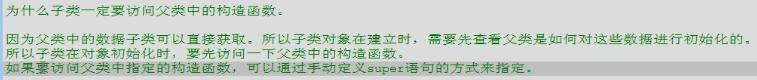 为什么子类一定要访问父类中的构造函数。
因为父类中的数据子类可以直接获取。所以子类对象在建立时，需要先查看父类是如何对这些数据进行初始化的。
所以子类在对象初始化时，要先访问一下父类中的构造函数。
如果要访问父类中指定的构造函数，可以通过手动定义super语句的方式来指定。